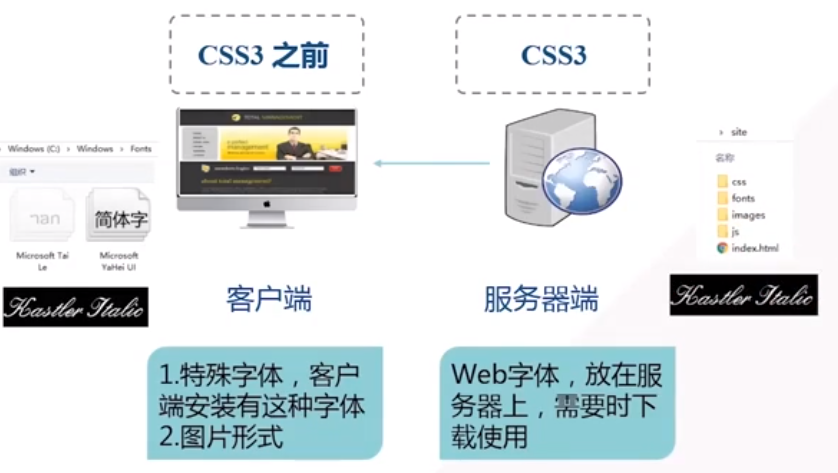 CSS3 之前
CSS3
Windows (C:) > Windows > Fonts
组织
简体字
Microsoft Tai
Le
Microsoft
YaHei UI
Kastler Italic
TOTAL MANAGEMENT
management
客户端
服务器端
> site
名称
css
fonts
images
js
index.html
Kastler Italic
1.特殊字体，客户
端安装有这种字体
2.图片形式
Web字体，放在服
务器上，需要时下
载使用